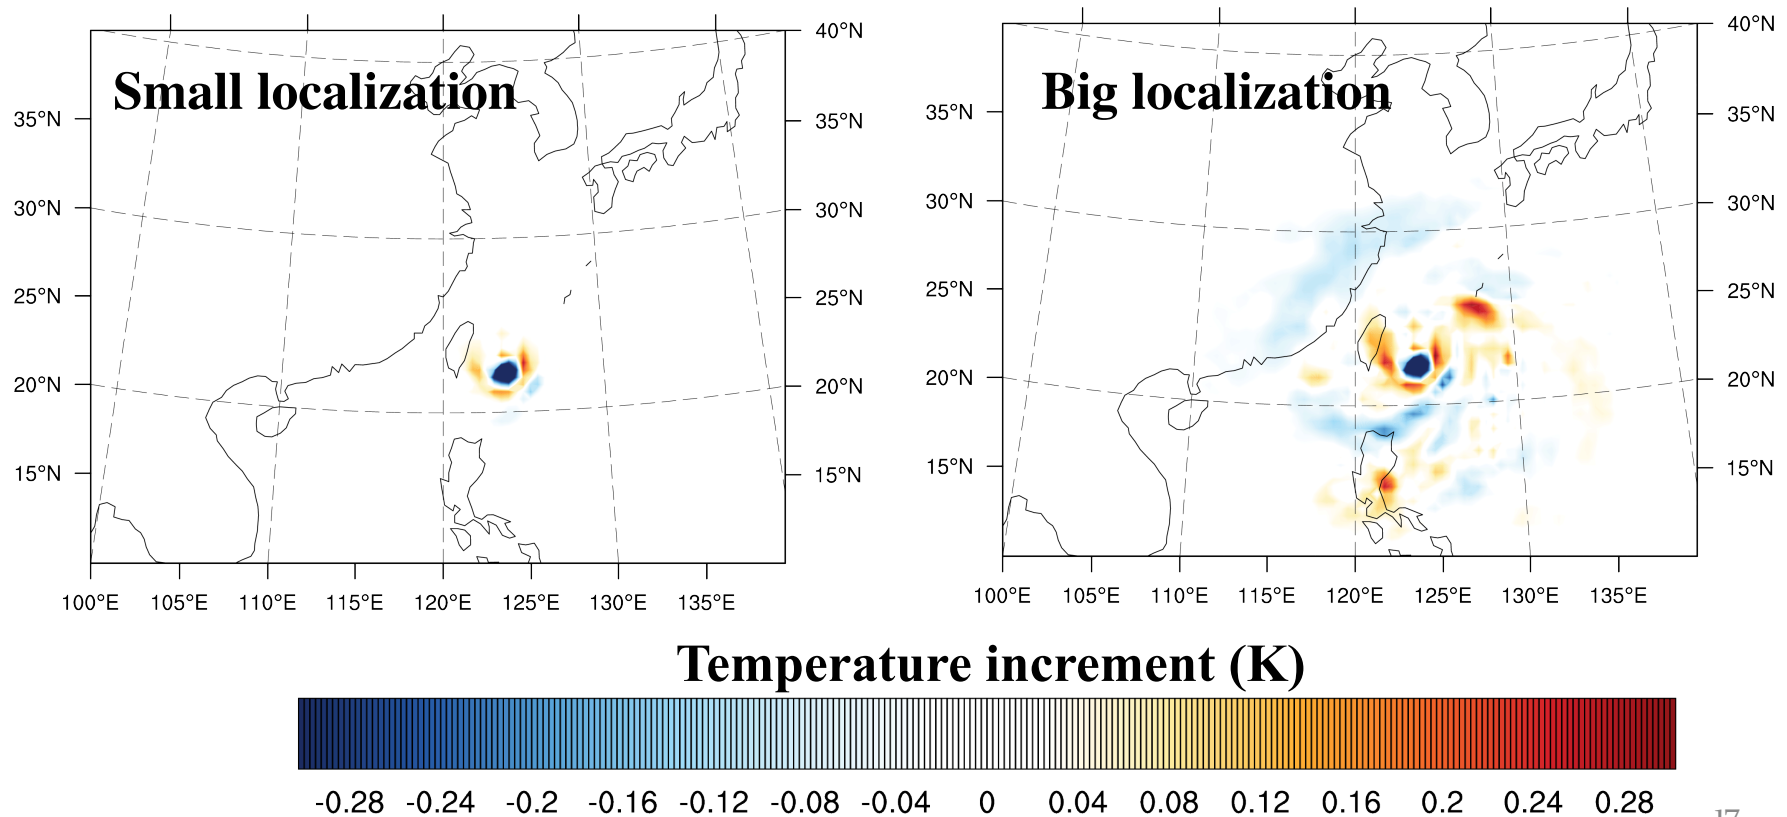 40°N
40°N
Small localization
Big localization
35°N
35°N
35°N
35°N
30°N
30°N
30°N
30°N
25°N
25°N
25°N
25°N
20°N
20°N
20°N
20°N
15°N
15°N
15°N
15°N
100°E 105°E 110°E 115°E 120°E 125°E 130°E 135°E
100°E 105°E 110°E 115°E 120°E 125°E 130°E 135°E
Temperature increment (K)
-0.28 -0.24 -0.2 -0.16 -0.12 -0.08 -0.04 0 0.04 0.08 0.12 0.16 0.2 0.24 0.28
17